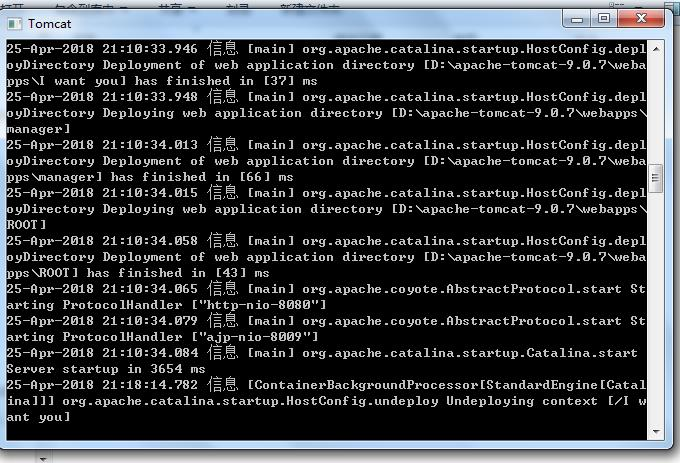 Tomcat
25-Apr-2018 21:10:33.946 信息 [main] org.apache.catalina.startup.HostConfig.depl
oyDirectory Deployment of web application directory [D:\apache-tomcat-9.0.7\weba
pps\I want you] has finished in [37] ms
25-Apr-2018 21:10:33.948 信息 [main] org.apache.catalina.startup.HostConfig.depl
oyDirectory Deploying web application directory [D:\apache-tomcat-9.0.7\webapps\
manager]
25-Apr-2018 21:10:34.013 信息 [main] org.apache.catalina.startup.HostConfig.depl
oyDirectory Deployment of web application directory [D:\apache-tomcat-9.0.7\weba
pps\manager] has finished in [66] ms
25-Apr-2018 21:10:34.015 信息 [main] org.apache.catalina.startup.HostConfig.depl
oyDirectory Deploying web application directory [D:\apache-tomcat-9.0.7\webapps\
ROOT]
25-Apr-2018 21:10:34.058 信息 [main] org.apache.catalina.startup.HostConfig.depl
oyDirectory Deployment of web application directory [D:\apache-tomcat-9.0.7\weba
pps\ROOT] has finished in [43] ms
25-Apr-2018 21:10:34.065 信息 [main] org.apache.coyote.AbstractProtocol.start St
arting ProtocolHandler ["http-nio-8080"]
25-Apr-2018 21:10:34.079 信息 [main] org.apache.coyote.AbstractProtocol.start St
arting ProtocolHandler ["ajp-nio-8009"]
25-Apr-2018 21:10:34.084 信息 [main] org.apache.catalina.startup.Catalina.start
Server startup in 3654 ms
25-Apr-2018 21:18:14.782 信息 [ContainerBackgroundProcessor[StandardEngine[Catal
ina]]] org.apache.catalina.startup.HostConfig.undeploy Undeploying context [/I w
ant you]